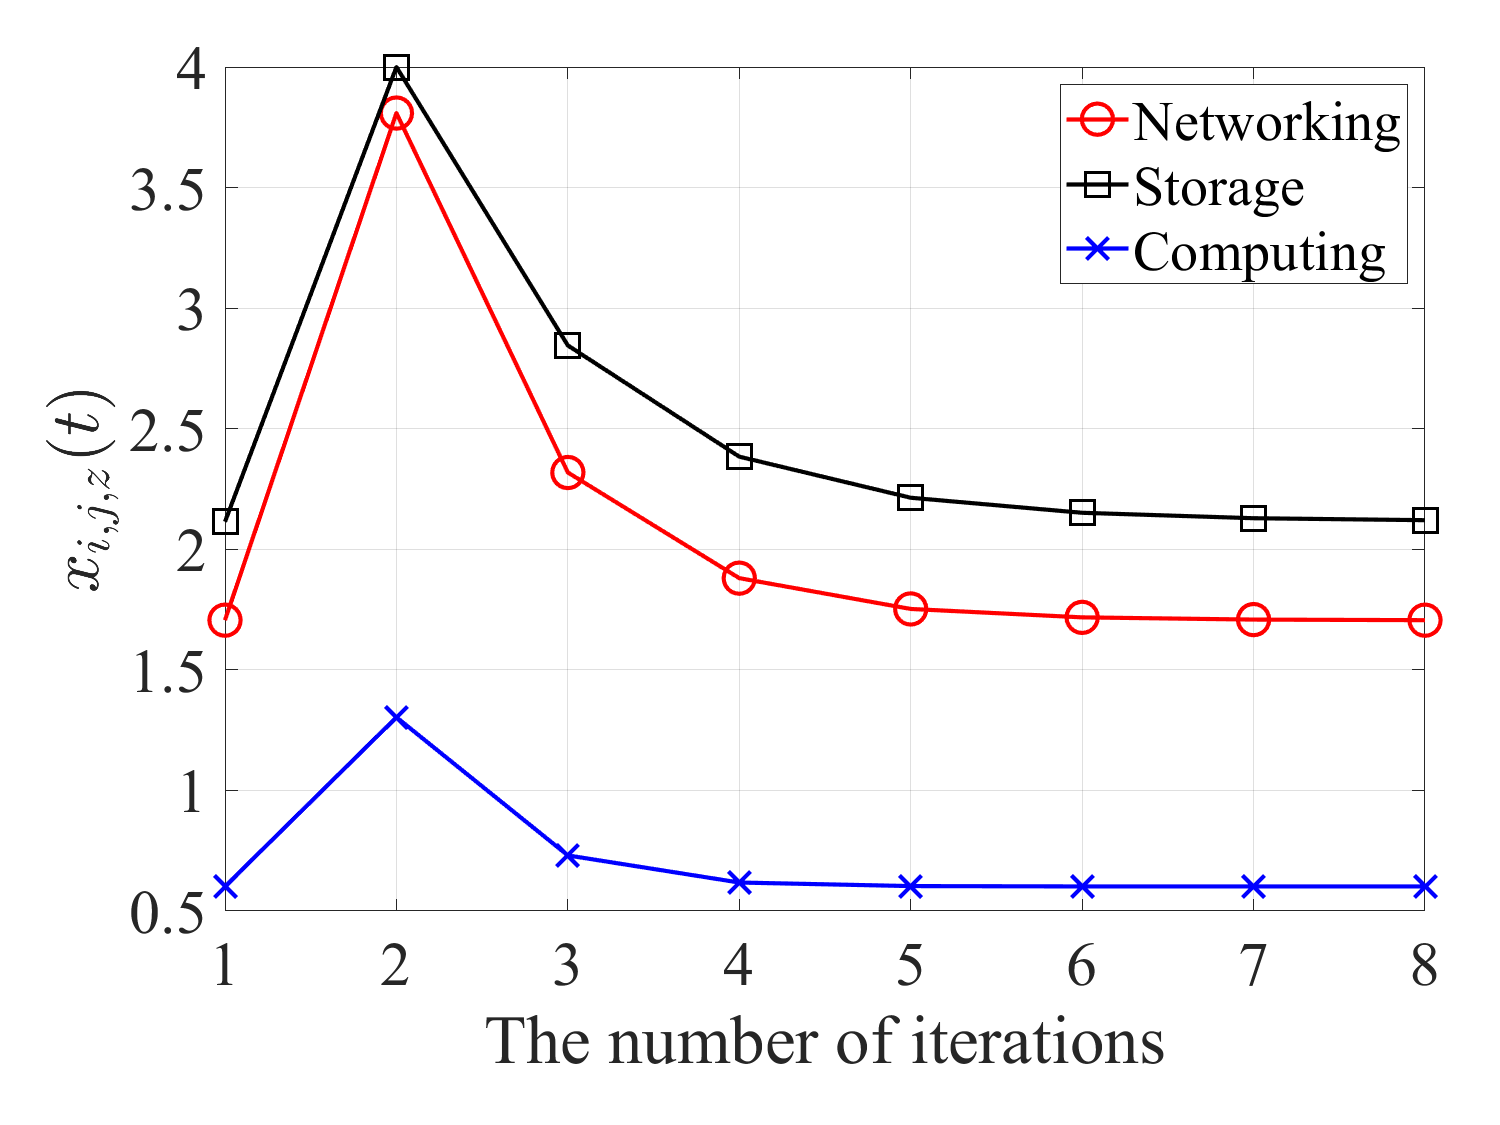 4
3.5
3
2.5
2
1.5
1
0.5
x_{i,j,z}(t)
Networking
Storage
Computing
1 2 3 4 5 6 7 8
The number of iterations